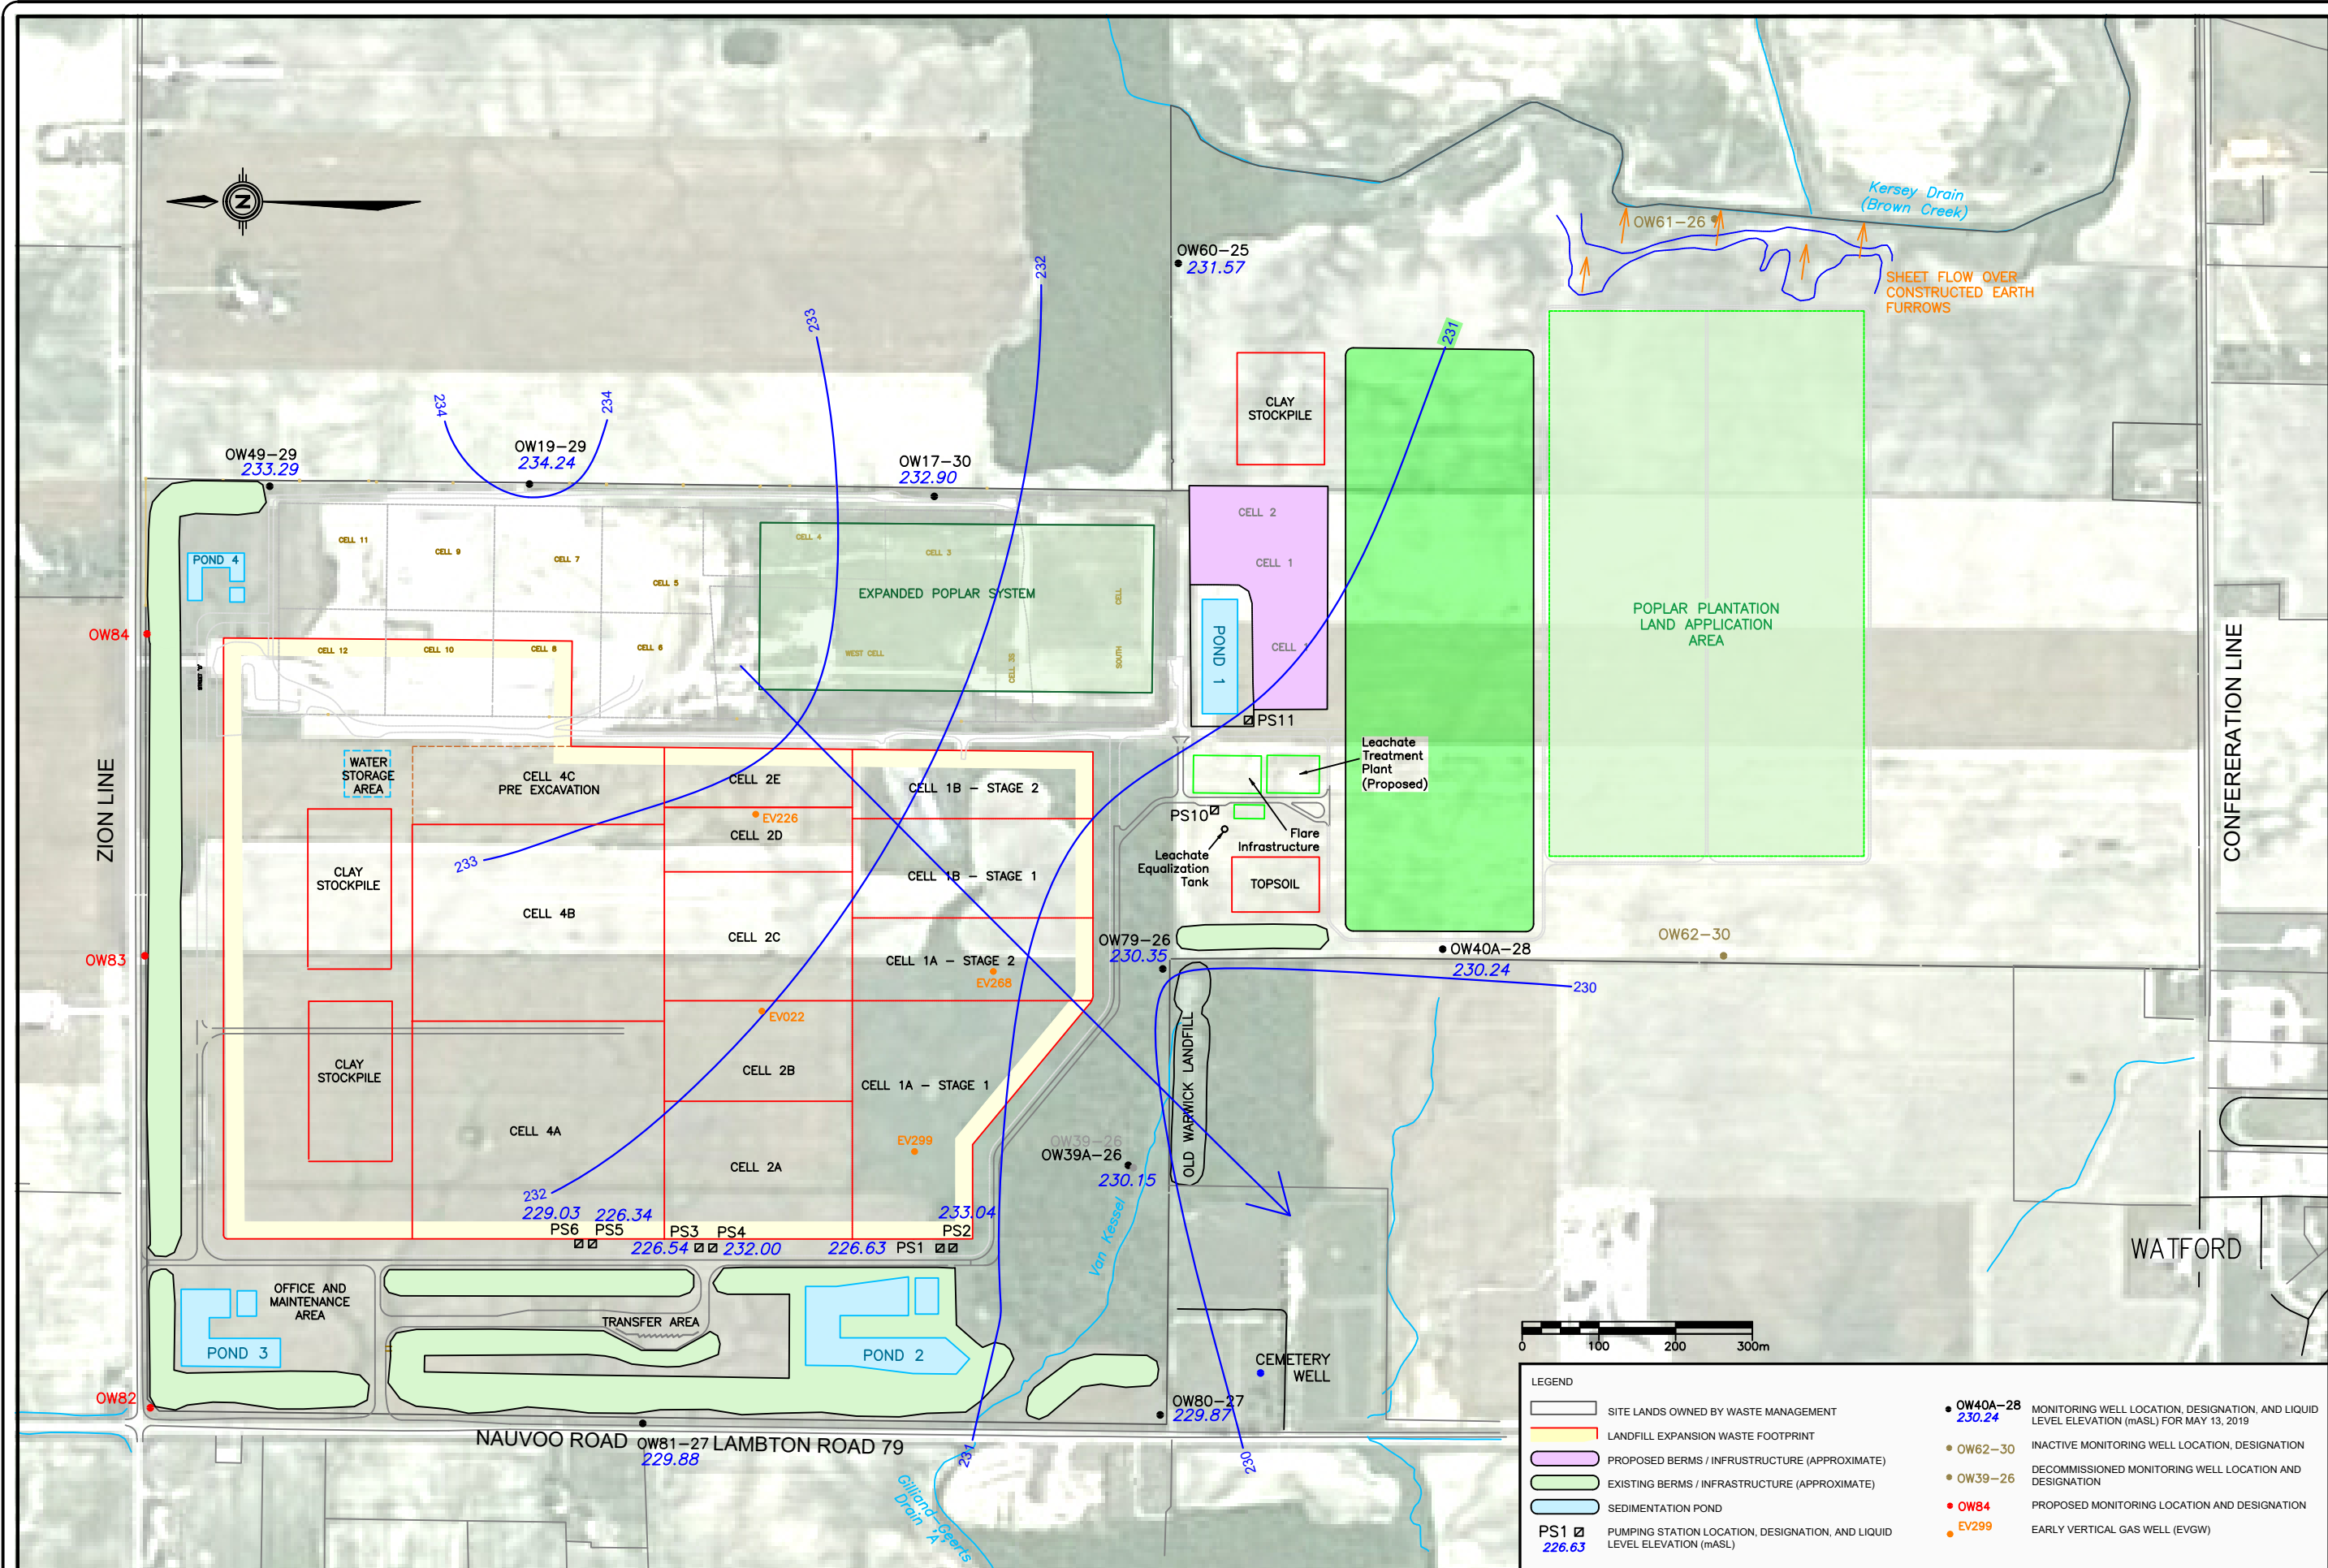 N
Kersey Drain
(Brown Creek)
OW61-26
OW60-25
231.57
232
SHEET FLOW OVER
CONSTRUCTED EARTH
FURROWS
233
231
234
234
CLAY
STOCKPILE
OW49-29
233.29
OW19-29
234.24
OW17-30
232.90
CELL 2
CELL 1
CELL 11
CELL 9
CELL 7
CELL 5
CELL 4
CELL 3
CELL
POND 4
EXPANDED POPLAR SYSTEM
POPLAR PLANTATION
LAND APPLICATION
AREA
OW84
CELL 12
CELL 10
CELL 8
CELL 6
WEST CELL
CELL 3S
SOUTH
POND 1
CELL 1
PS11
ZION LINE
CONFERERATION LINE
WATER
STORAGE
AREA
CELL 4C
PRE EXCAVATION
CELL 2E
CELL 1B - STAGE 2
Leachate
Treatment
Plant
(Proposed)
EV226
CELL 2D
PS10
Flare
Infrastructure
233
CLAY
STOCKPILE
CELL 1B - STAGE 1
Leachate
Equalization
Tank
TOPSOIL
CELL 4B
CELL 2C
OW83
CELL 1A - STAGE 2
EV268
OW79-26
230.35
OW40A-28
230.24
OW62-30
230
EV022
CLAY
STOCKPILE
CELL 2B
CELL 1A - STAGE 1
OLD WARWICK LANDFILL
CELL 4A
EV299
CELL 2A
OW39-26
OW39A-26
230.15
232
229.03
226.34
PS6
PS5
PS3
PS4
226.54
232.00
226.63
PS1
233.04
PS2
Van Kessel
WATFORD
OFFICE AND
MAINTENANCE
AREA
TRANSFER AREA
POND 3
POND 2
CEMETERY
WELL
0
100
200
300m
OW82
OW80-27
229.87
NAUVOO ROAD
OW81-27
229.88
LAMBTON ROAD 79
231
230
Gilliand-Geerts
Drain 'A'
LEGEND
SITE LANDS OWNED BY WASTE MANAGEMENT
LANDFILL EXPANSION WASTE FOOTPRINT
PROPOSED BERMS / INFRUSTRUCTURE (APPROXIMATE)
EXISTING BERMS / INFRASTRUCTURE (APPROXIMATE)
SEDIMENTATION POND
PS1
226.63
PUMPING STATION LOCATION, DESIGNATION, AND LIQUID
LEVEL ELEVATION (mASL)
OW40A-28
230.24
MONITORING WELL LOCATION, DESIGNATION, AND LIQUID
LEVEL ELEVATION (mASL) FOR MAY 13, 2019
OW62-30
INACTIVE MONITORING WELL LOCATION, DESIGNATION
OW39-26
DECOMMISSIONED MONITORING WELL LOCATION AND
DESIGNATION
OW84
PROPOSED MONITORING LOCATION AND DESIGNATION
EV299
EARLY VERTICAL GAS WELL (EVGW)